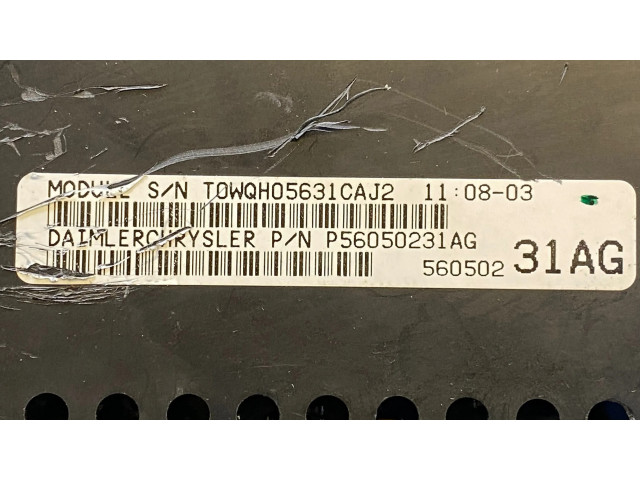 MODULE S/N T0WQH05631CAJ2 11:08-03
DAIMLERCHRYSLER P/N P56050231AG
560502 31AG